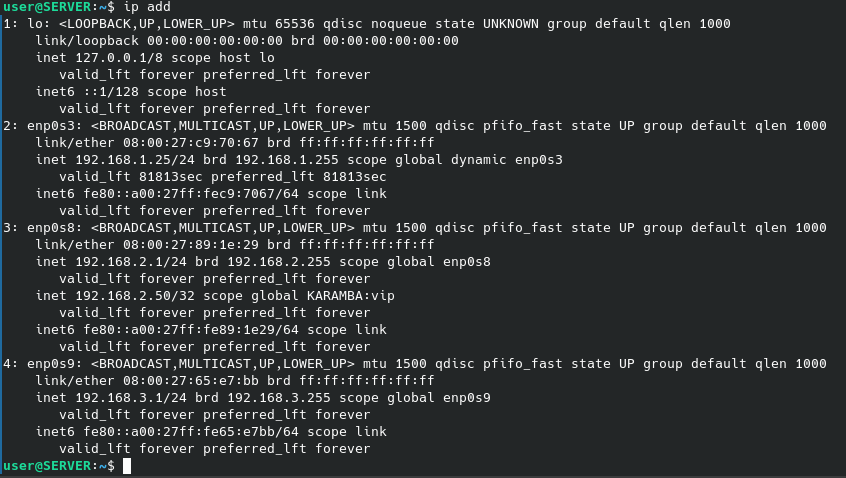 user@SERVER:~$ ip add
1: lo: <LOOPBACK,UP,LOWER_UP> mtu 65536 qdisc noqueue state UNKNOWN group default qlen 1000
    link/loopback 00:00:00:00:00:00 brd 00:00:00:00:00:00
    inet 127.0.0.1/8 scope host lo
       valid_lft forever preferred_lft forever
    inet6 ::1/128 scope host
       valid_lft forever preferred_lft forever
2: enp0s3: <BROADCAST,MULTICAST,UP,LOWER_UP> mtu 1500 qdisc pfifo_fast state UP group default qlen 1000
    link/ether 08:00:27:c9:70:67 brd ff:ff:ff:ff:ff:ff
    inet 192.168.1.25/24 brd 192.168.1.255 scope global dynamic enp0s3
       valid_lft 81813sec preferred_lft 81813sec
    inet6 fe80::a00:27ff:fec9:7067/64 scope link
       valid_lft forever preferred_lft forever
3: enp0s8: <BROADCAST,MULTICAST,UP,LOWER_UP> mtu 1500 qdisc pfifo_fast state UP group default qlen 1000
    link/ether 08:00:27:89:1e:29 brd ff:ff:ff:ff:ff:ff
    inet 192.168.2.1/24 brd 192.168.2.255 scope global enp0s8
       valid_lft forever preferred_lft forever
    inet 192.168.2.50/32 scope global KARAMBA:vip
       valid_lft forever preferred_lft forever
    inet6 fe80::a00:27ff:fe89:1e29/64 scope link
       valid_lft forever preferred_lft forever
4: enp0s9: <BROADCAST,MULTICAST,UP,LOWER_UP> mtu 1500 qdisc pfifo_fast state UP group default qlen 1000
    link/ether 08:00:27:65:e7:bb brd ff:ff:ff:ff:ff:ff
    inet 192.168.3.1/24 brd 192.168.3.255 scope global enp0s9
       valid_lft forever preferred_lft forever
    inet6 fe80::a00:27ff:fe65:e7bb/64 scope link
       valid_lft forever preferred_lft forever
user@SERVER:~$